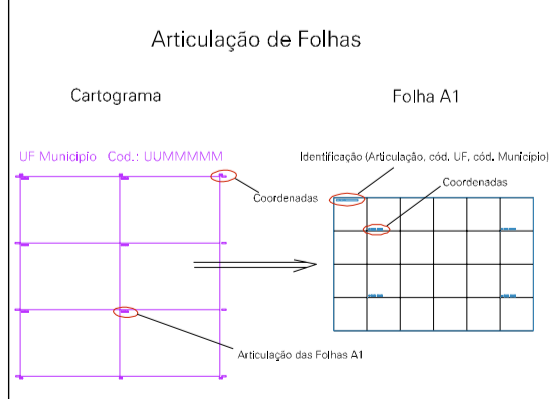 Articulação de Folhas
Cartograma
Folha A1
UF Municipio Cod.: UUMMMMM
Identificação (Articulação, cód. UF, cód. Município)
Coordenadas
Coordenadas
Articulação das Folhas A1